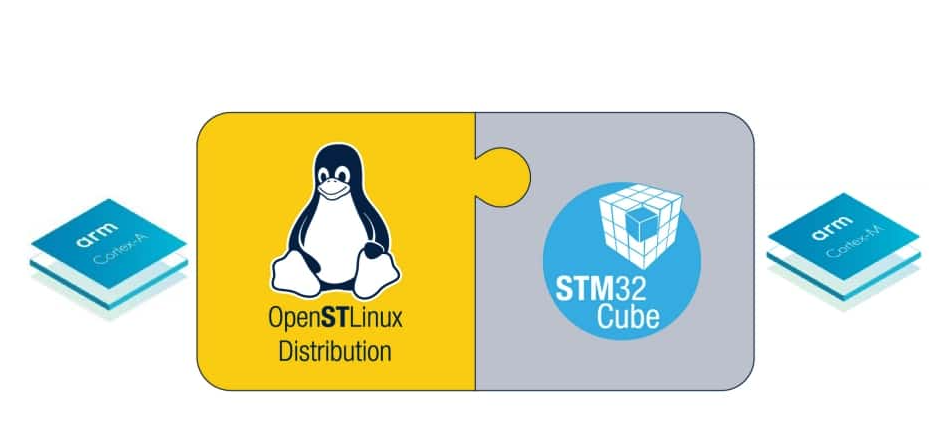 arm
Cortex-A
OpenSTLinux
Distribution
STM32
Cube
arm
Cortex-M